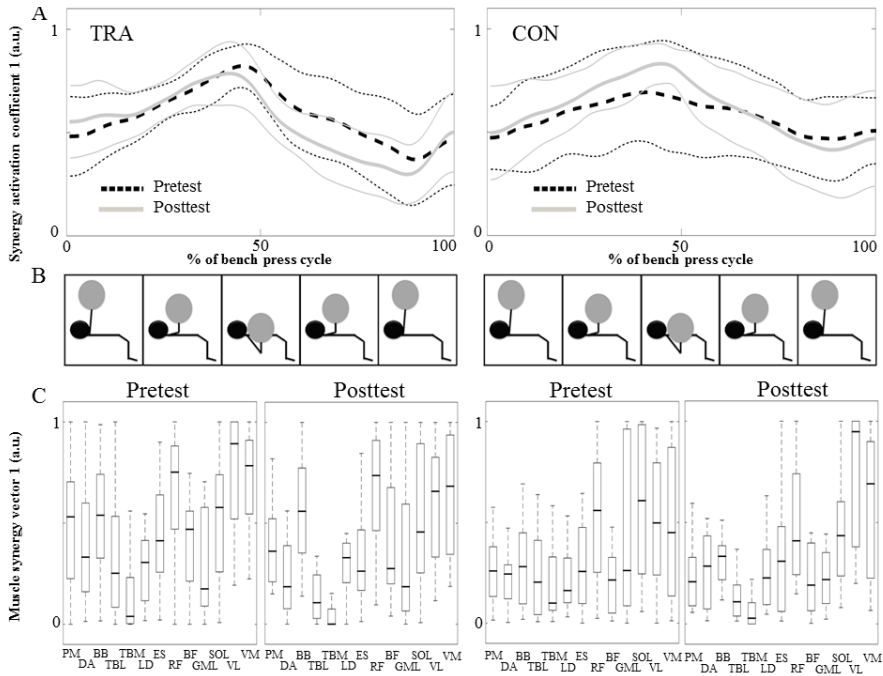 A
Synergy activation coefficient 1 (a.u.)
1
0
TRA
Pretest
Posttest
0
50
100
% of bench press cycle
1
0
CON
Pretest
Posttest
0
50
100
% of bench press cycle
B
C
Muscle synergy vector 1 (a.u.)
Pretest
Posttest
Pretest
Posttest
1
0
1
0
PM DA BB TBL TBM LD ES RF BF GML SOL VL VM
PM DA BB TBL TBM LD ES RF BF GML SOL VL VM
PM DA BB TBL TBM LD ES RF BF GML SOL VL VM
PM DA BB TBL TBM LD ES RF BF GML SOL VL VM